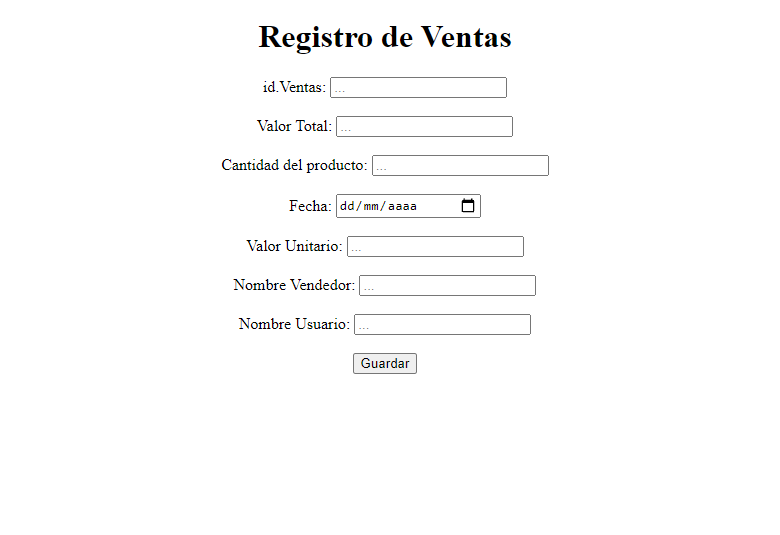 Registro de Ventas
id.Ventas: ...
Valor Total: ...
Cantidad del producto: ...
Fecha: dd/mm/aaaa
Valor Unitario: ...
Nombre Vendedor: ...
Nombre Usuario: ...
Guardar